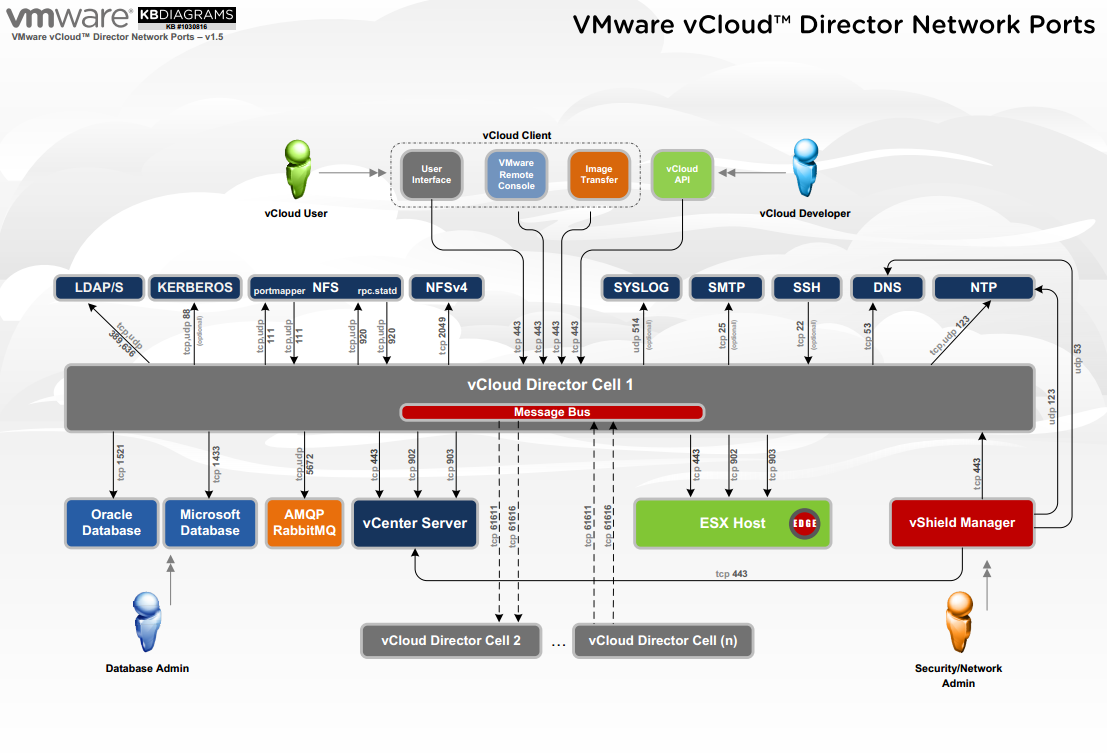 vmware®
KBDIAGRAMS
KB #1030816
VMware vCloud™ Director Network Ports – v1.5
VMware vCloud™ Director Network Ports
vCloud Client
User
Interface
VMware
Remote
Console
Image
Transfer
vCloud
API
vCloud User
vCloud Developer
LDAP/S
KERBEROS
portmapper NFS rpc.statd
NFSv4
SYSLOG
SMTP
SSH
DNS
NTP
tcp,udp
389,636
tcp,udp 88
(optional)
tcp,udp
111
tcp,udp
111
tcp,udp
920
tcp,udp
920
tcp 2049
tcp 443
tcp 443
tcp 443
tcp 443
udp 514
(optional)
tcp 25
(optional)
tcp 22
(optional)
tcp 53
tcp,udp 123
udp 123
udp 53
vCloud Director Cell 1
Message Bus
tcp 1521
tcp 1433
tcp,udp
5672
tcp 443
tcp 902
tcp 903
tcp 61611
tcp 61616
tcp 61611
tcp 61616
tcp 443
tcp 902
tcp 903
tcp 443
Oracle
Database
Microsoft
Database
AMQP
RabbitMQ
vCenter Server
ESX Host
EDGE
vShield Manager
tcp 443
Database Admin
vCloud Director Cell 2
...
vCloud Director Cell (n)
Security/Network
Admin